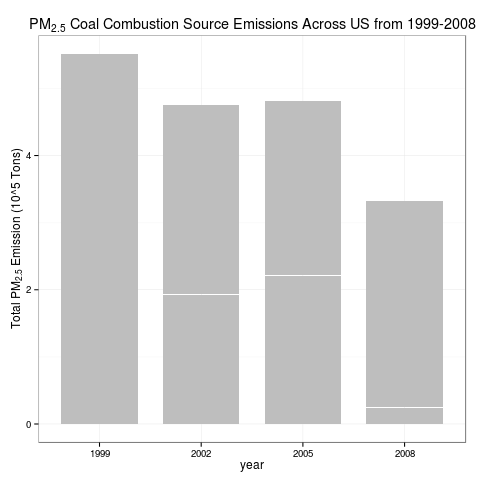 PM2.5 Coal Combustion Source Emissions Across US from 1999-2008
Total PM2.5 Emission (10^5 Tons)
4
2
0
1999 2002 2005 2008
year